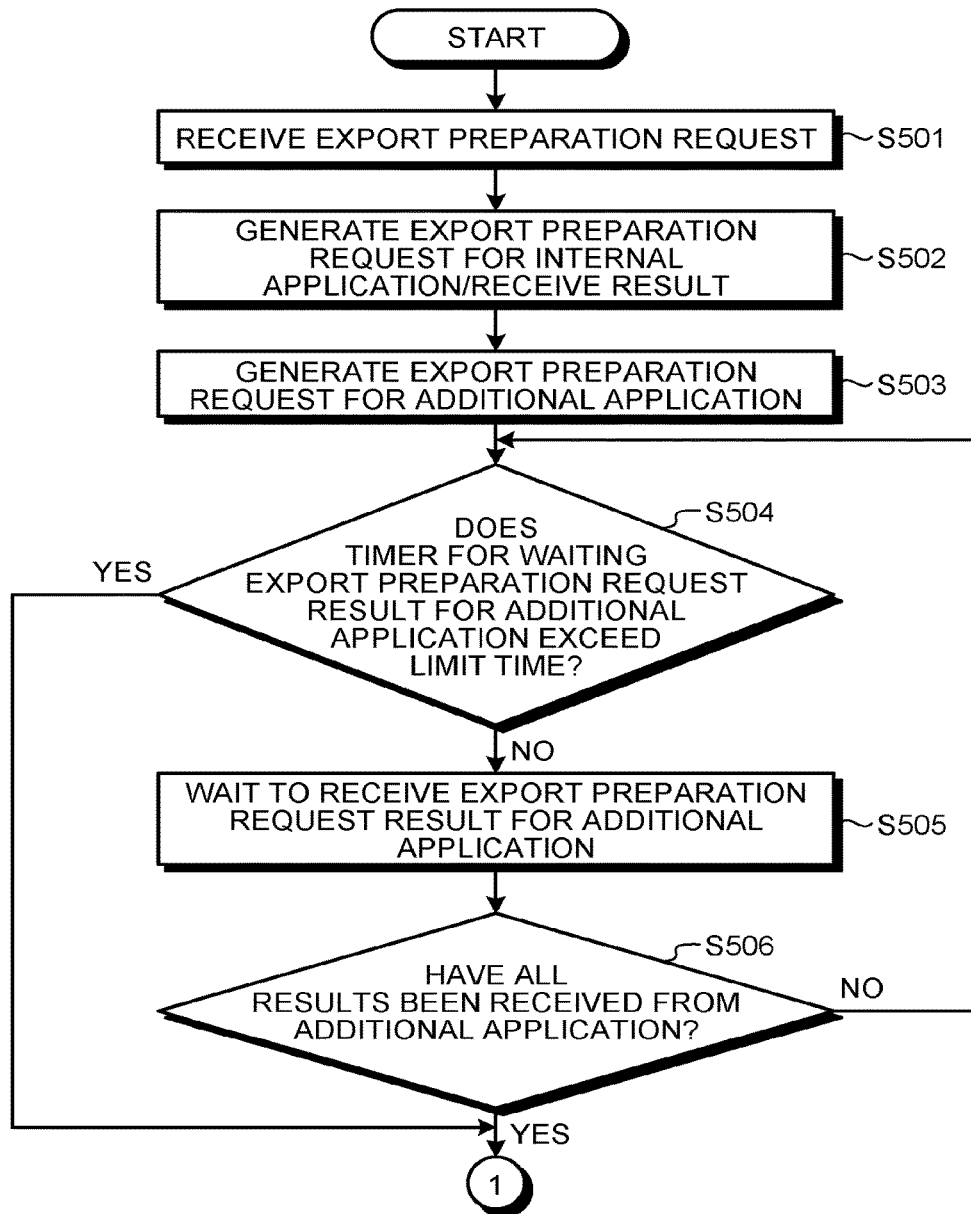 START
RECEIVE EXPORT PREPARATION REQUEST
S501
GENERATE EXPORT PREPARATION
REQUEST FOR INTERNAL
APPLICATION/RECEIVE RESULT
S502
GENERATE EXPORT PREPARATION
REQUEST FOR ADDITIONAL APPLICATION
S503
S504
DOES
TIMER FOR WAITING
EXPORT PREPARATION REQUEST
RESULT FOR ADDITIONAL
APPLICATION EXCEED
LIMIT TIME?
YES
NO
WAIT TO RECEIVE EXPORT PREPARATION
REQUEST RESULT FOR ADDITIONAL
APPLICATION
S505
S506
HAVE ALL
RESULTS BEEN RECEIVED FROM
ADDITIONAL APPLICATION?
NO
YES
1